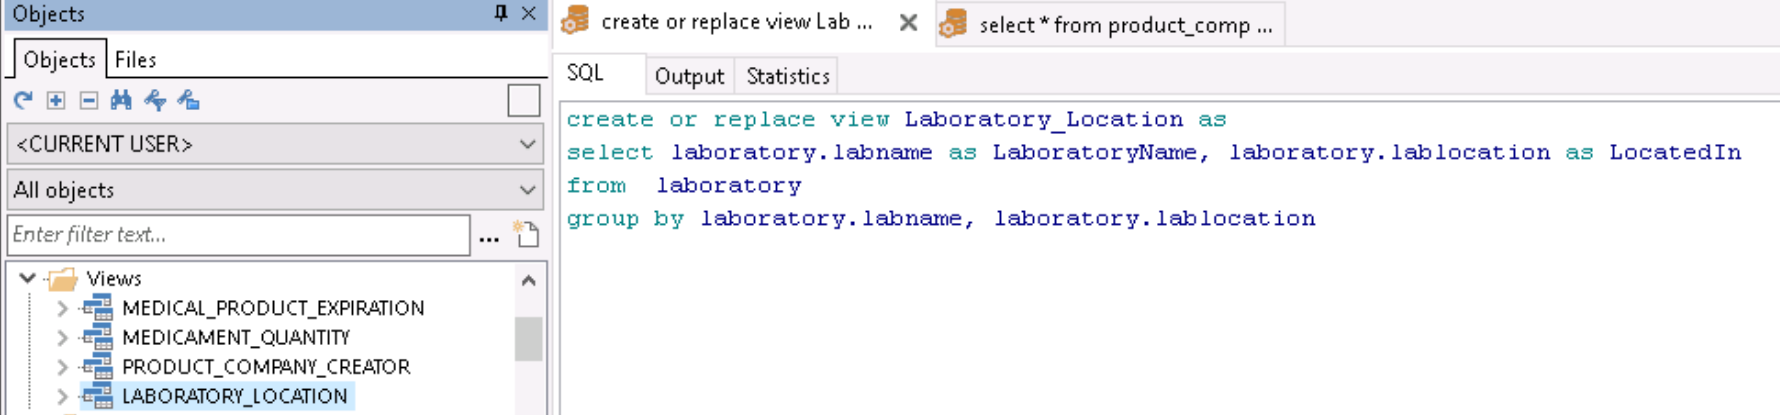 Objects
Objects Files
<CURRENT USER>
All objects
Enter filter text...
...
Views
MEDICAL_PRODUCT_EXPIRATION
MEDICAMENT_QUANTITY
PRODUCT_COMPANY_CREATOR
LABORATORY_LOCATION
create or replace view Lab ... select * from product_comp ...
SQL Output Statistics
create or replace view Laboratory_Location as
select laboratory.labname as LaboratoryName, laboratory.lablocation as LocatedIn
from  laboratory
group by laboratory.labname, laboratory.lablocation